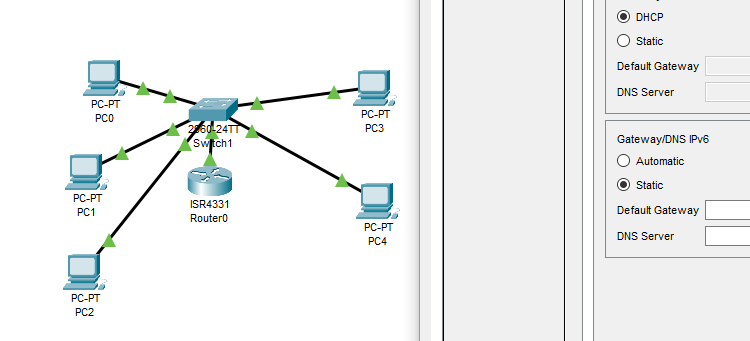 PC-PT
PC0
PC-PT
PC1
PC-PT
PC2
2960-24TT
Switch1
ISR4331
Router0
PC-PT
PC3
PC-PT
PC4
DHCP
Static
Default Gateway
DNS Server
Gateway/DNS IPv6
Automatic
Static
Default Gateway
DNS Server